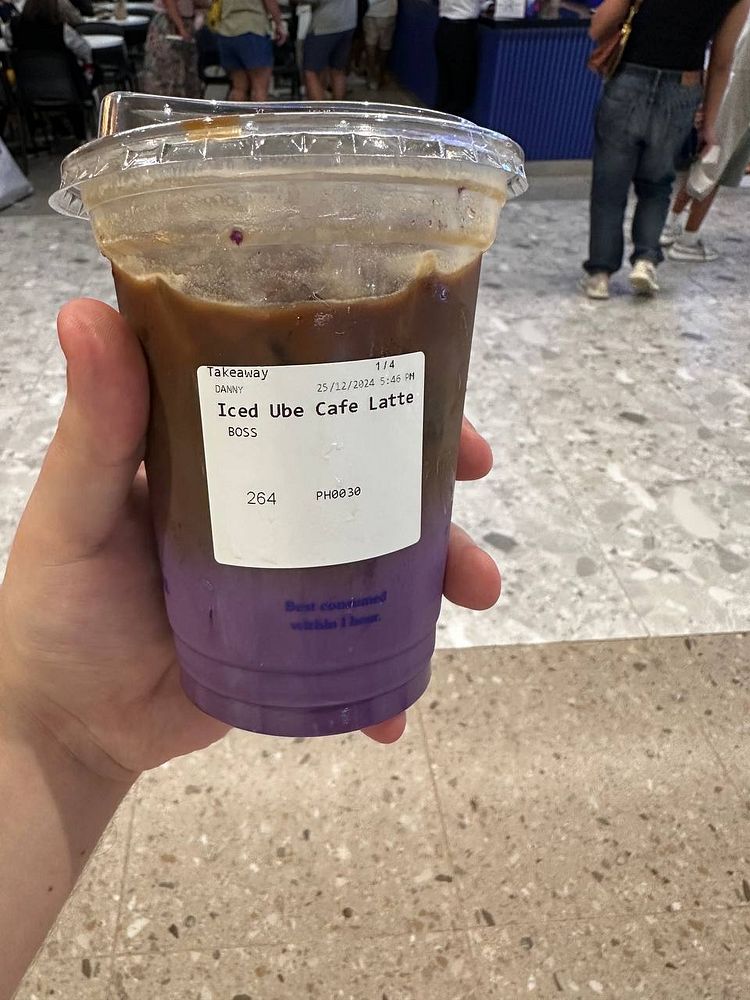 Takeaway 1/4
DANNY 25/12/2024 5:46 PM
Iced Ube Cafe Latte
BOSS
264 PH0030
Best consumed
within 1 hour.